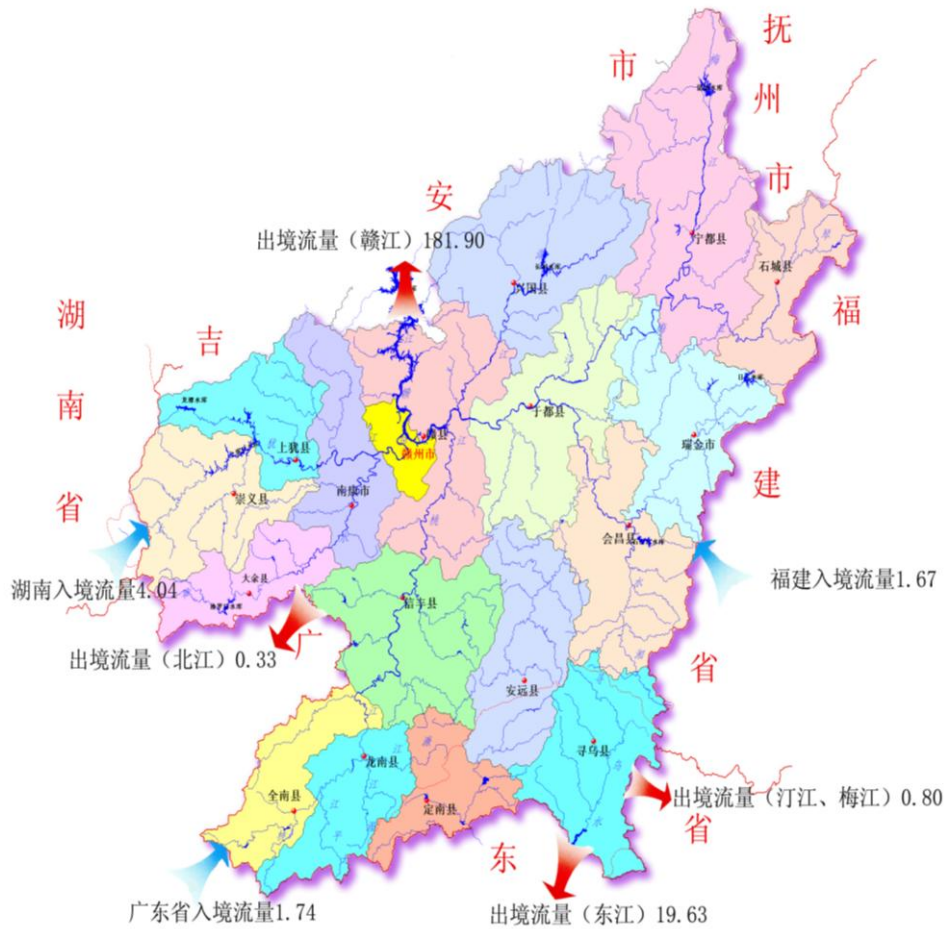 抚州市
市
安
吉
湖南省
福建省
广
东
省
出境流量（赣江）181.90
宁都县
石城县
兴国县
于都县
瑞金市
赣县
赣州市
上犹县
崇义县
南康市
会昌县
大余县
信丰县
安远县
寻乌县
龙南县
全南县
定南县
湖南入境流量4.04
福建入境流量1.67
出境流量（北江）0.33
出境流量（汀江、梅江）0.80
广东省入境流量1.74
出境流量（东江）19.63